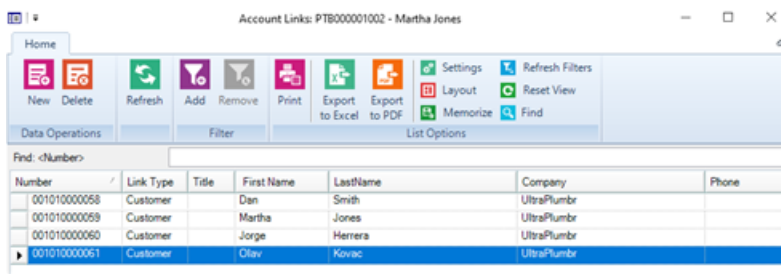 Account Links: PTB000001002 - Martha Jones
Home
New Delete Refresh Add Remove Print Export to Excel Export to PDF Settings Layout Memorize Refresh Filters Reset View Find
Data Operations Filter List Options
Find: <Number>
Number Link Type Title First Name LastName Company Phone
001010000058 Customer Dan Smith UltraPlumbr
001010000059 Customer Martha Jones UltraPlumbr
001010000060 Customer Jorge Herrera UltraPlumbr
001010000061 Customer Olav Kovac UltraPlumbr